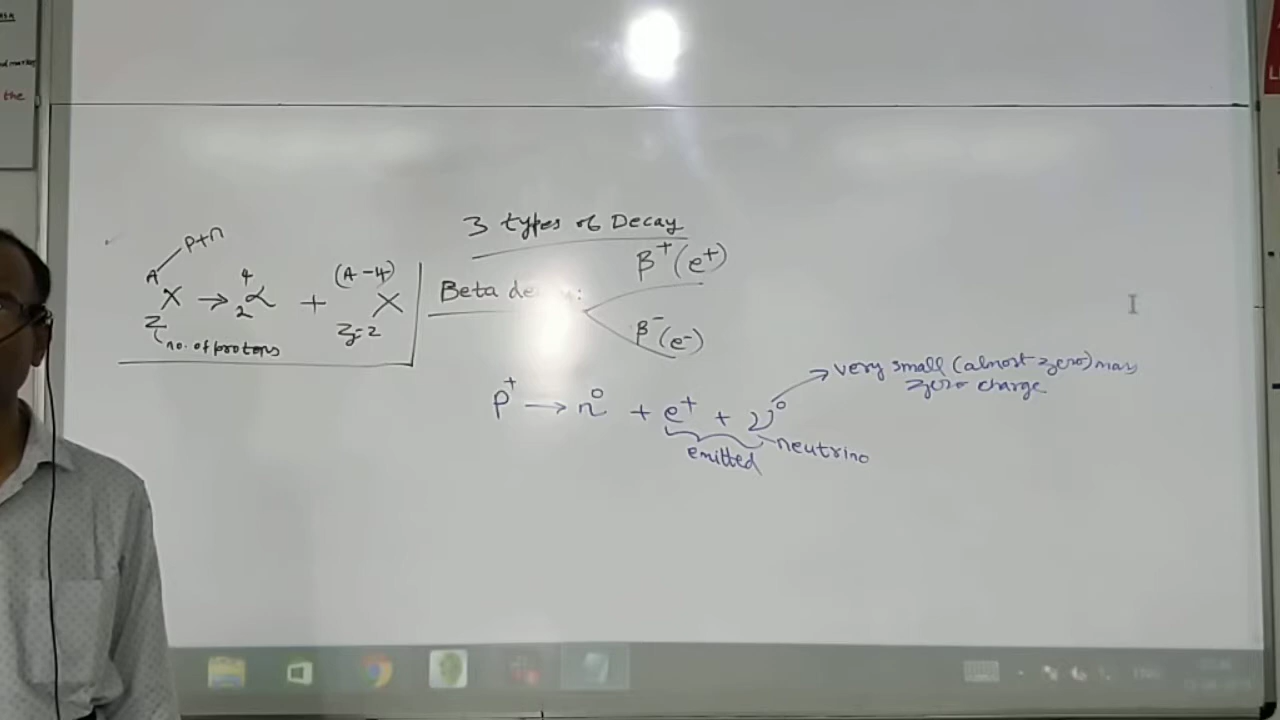 the
3 types of Decay
p+n
A
X → 4 2 α + (A-4) X Z-2
Z
no. of protons
Beta de
β⁺(e⁺)
β⁻(e⁻)
p⁺ → n⁰ + e⁺ + ν⁰
very small (almost zero) mass
zero charge
emitted
neutrino